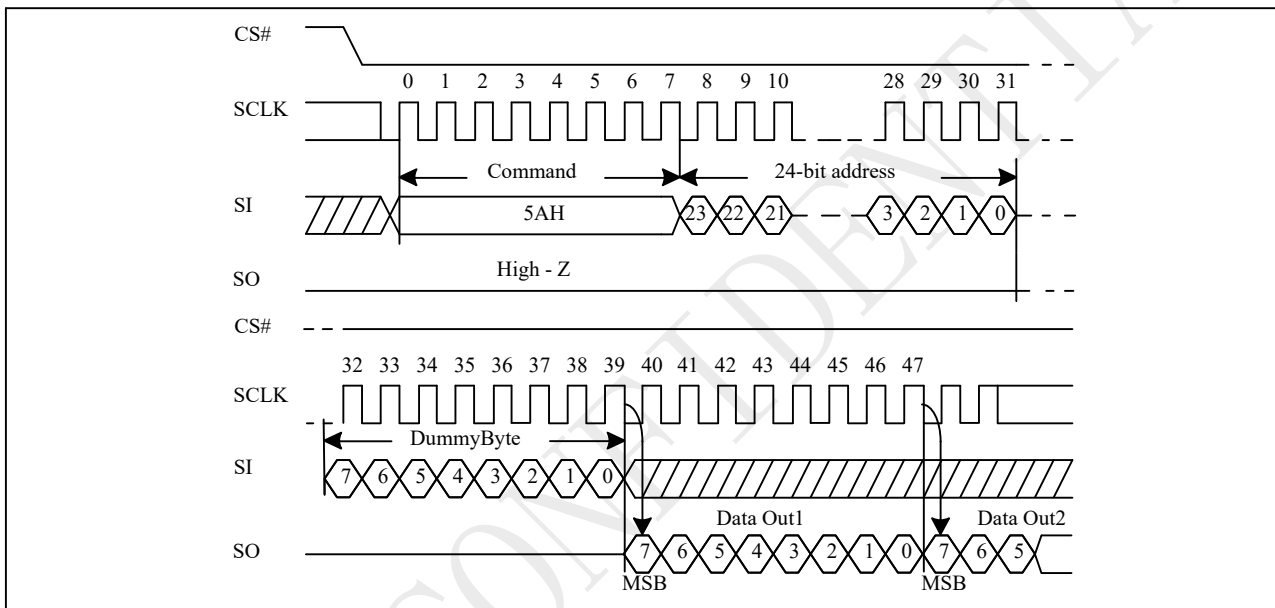 CS#
0 1 2 3 4 5 6 7 8 9 10 28 29 30 31
SCLK
Command 24-bit address
SI 5AH 23 22 21 3 2 1 0
High - Z
SO
CS#
32 33 34 35 36 37 38 39 40 41 42 43 44 45 46 47
SCLK
DummyByte
SI 7 6 5 4 3 2 1 0
Data Out1 Data Out2
SO 7 6 5 4 3 2 1 0 7 6 5
MSB MSB